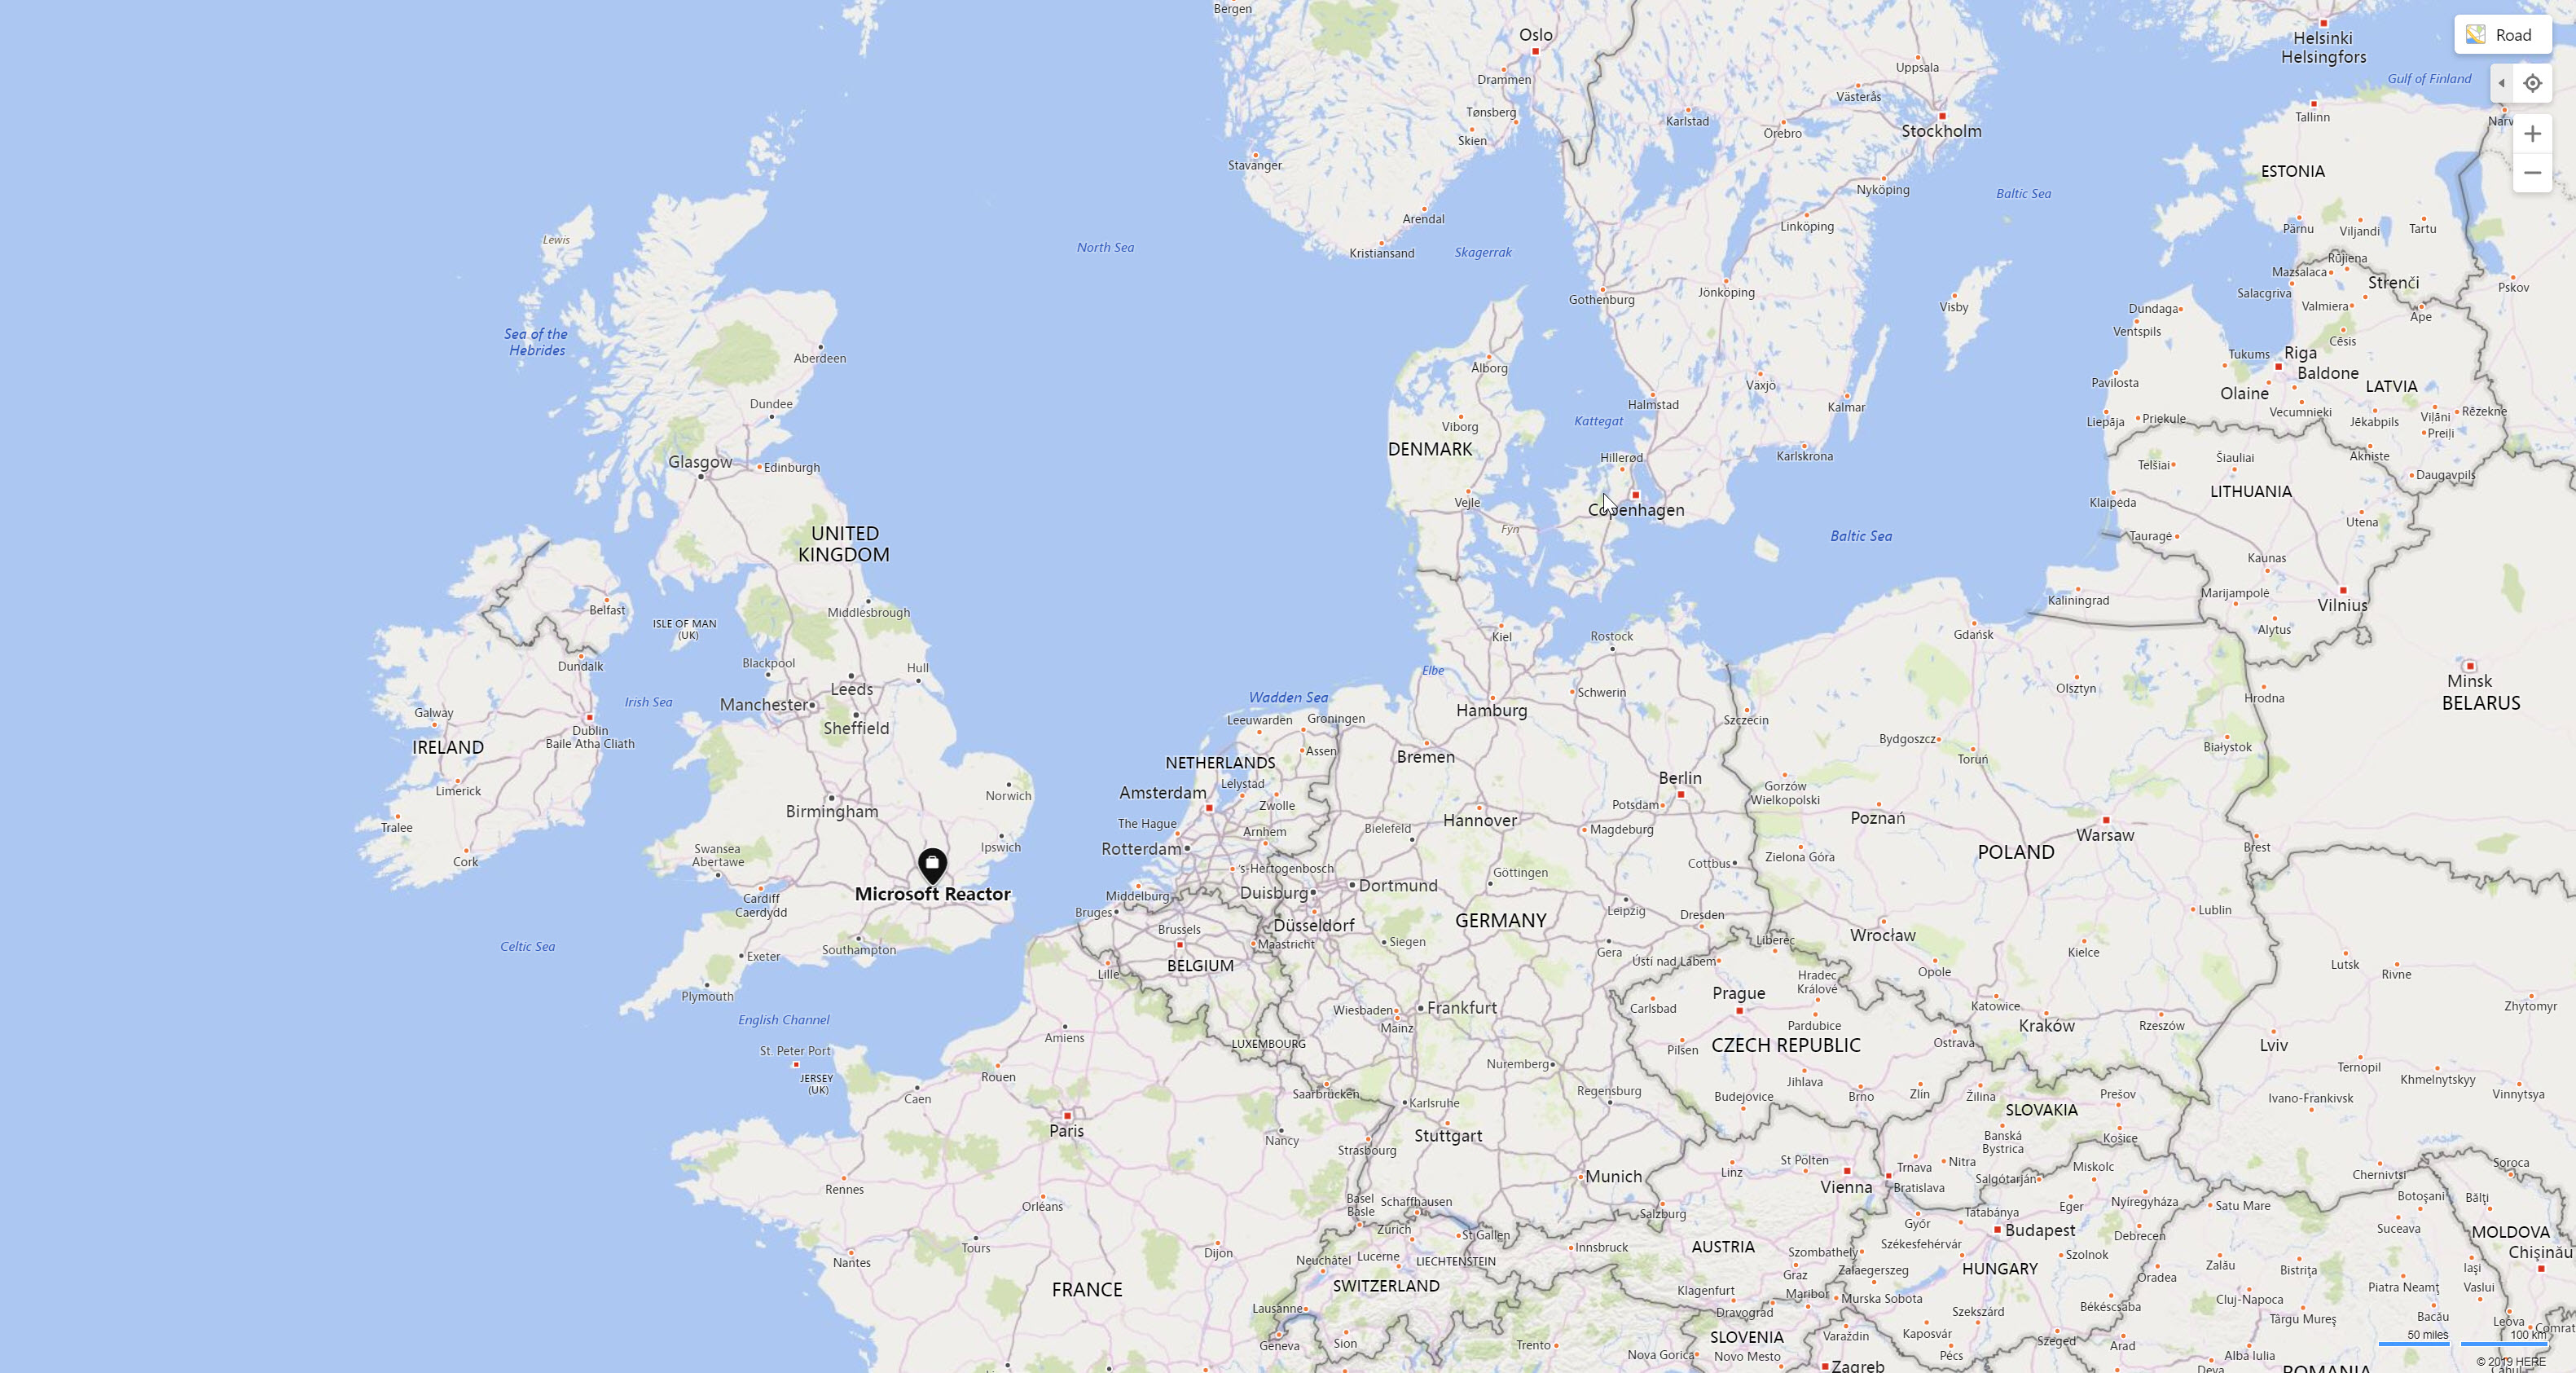 Bergen
Oslo
Helsinki
Helsingfors
Road
Drammen
Uppsala
Gulf of Finland
Västerås
Tønsberg
Karlstad
Örebro
Stockholm
Tallinn
Skien
Stavanger
ESTONIA
Nyköping
Baltic Sea
Arendal
Linköping
Pärnu
Viljandi
Tartu
Lewis
North Sea
Kristiansand
Skagerrak
Rūjiena
Mazsalaca
Strenči
Pskov
Gothenburg
Jönköping
Visby
Salacgrīva
Valmiera
Dundaga
Ape
Ventspils
Sea of the
Hebrides
Cēsis
Aberdeen
Ålborg
Tukums
Riga
Baldone
Växjö
Pavilosta
LATVIA
Olaine
Dundee
Halmstad
Kalmar
Vecumnieki
Viļāni
Rēzekne
Viborg
Kattegat
Liepāja
Priekule
Jēkabpils
Preiļi
DENMARK
Glasgow
Edinburgh
Hillerød
Karlskrona
Telšiai
Šiauliai
Akniste
Daugavpils
LITHUANIA
Vejle
Copenhagen
Klaipėda
Utena
UNITED
KINGDOM
Fyn
Baltic Sea
Tauragė
Kaunas
Belfast
Middlesbrough
Kaliningrad
Marijampolė
Vilnius
ISLE OF MAN
(UK)
Kiel
Rostock
Gdańsk
Alytus
Dundalk
Blackpool
Hull
Elbe
Minsk
BELARUS
Irish Sea
Leeds
Wadden Sea
Schwerin
Olsztyn
Hrodna
Manchester
Galway
Leeuwarden
Groningen
Hamburg
Szczecin
Dublin
Baile Atha Cliath
Sheffield
IRELAND
Assen
Bremen
Bydgoszcz
Białystok
NETHERLANDS
Toruń
Limerick
Norwich
Lelystad
Berlin
Amsterdam
Gorzów
Wielkopolski
Zwolle
Potsdam
Birmingham
Tralee
The Hague
Arnhem
Bielefeld
Hannover
Magdeburg
Poznań
Warsaw
Rotterdam
Ipswich
Swansea
Abertawe
Cork
Zielona Góra
POLAND
Brest
's-Hertogenbosch
Göttingen
Cottbus
Microsoft Reactor
Duisburg
Dortmund
Middelburg
Cardiff
Caerdydd
Bruges
Leipzig
Dresden
Lublin
Brussels
Düsseldorf
GERMANY
Celtic Sea
Southampton
Maastricht
Siegen
Wrocław
Liberec
Exeter
Gera
Ústí nad Labem
Kielce
BELGIUM
Lille
Opole
Lutsk
Rivne
Hradec
Králové
Plymouth
Prague
Carlsbad
Katowice
Zhytomyr
English Channel
Wiesbaden
Frankfurt
Mainz
Pardubice
Kraków
Rzeszów
Amiens
LUXEMBOURG
CZECH REPUBLIC
Ostrava
Lviv
St. Peter Port
Pilsen
Nuremberg
Ternopil
JERSEY
(UK)
Rouen
Khmelnytskyy
Jihlava
Caen
Saarbrücken
Karlsruhe
Regensburg
Budejovice
Brno
Zlín
Žilina
Prešov
Ivano-Frankivsk
Vinnytsya
SLOVAKIA
Paris
Nancy
Stuttgart
Banská
Bystrica
Košice
Strasbourg
St Pölten
Linz
Trnava
Nitra
Miskolc
Soroca
Rennes
Munich
Vienna
Bratislava
Salgótarján
Chernivtsi
Orléans
Basel
Basle
Schaffhausen
Salzburg
Tatabánya
Eger
Nyíregyháza
Satu Mare
Botoşani
Bălţi
Zurich
St Gallen
Győr
Budapest
Suceava
MOLDOVA
Tours
Dijon
Innsbruck
AUSTRIA
Székesfehérvár
Debrecen
Chişinău
Nantes
Neuchâtel
Lucerne
LIECHTENSTEIN
Szombathely
Szolnok
Graz
Zalaegerszeg
HUNGARY
Oradea
Zalău
Bistriţa
Iaşi
FRANCE
SWITZERLAND
Klagenfurt
Maribor
Murska Sobota
Piatra Neamţ
Vaslui
Lausanne
Dravograd
Szekszárd
Békéscsaba
Cluj-Napoca
Târgu Mureş
Bacău
Leova
Geneva
Sion
Trento
SLOVENIA
Varaždin
Kaposvár
Szeged
Arad
50 miles
100 km
Nova Gorica
Novo Mesto
Pécs
Alba Iulia
Zagreb
Deva
ROMANIA
© 2019 HERE